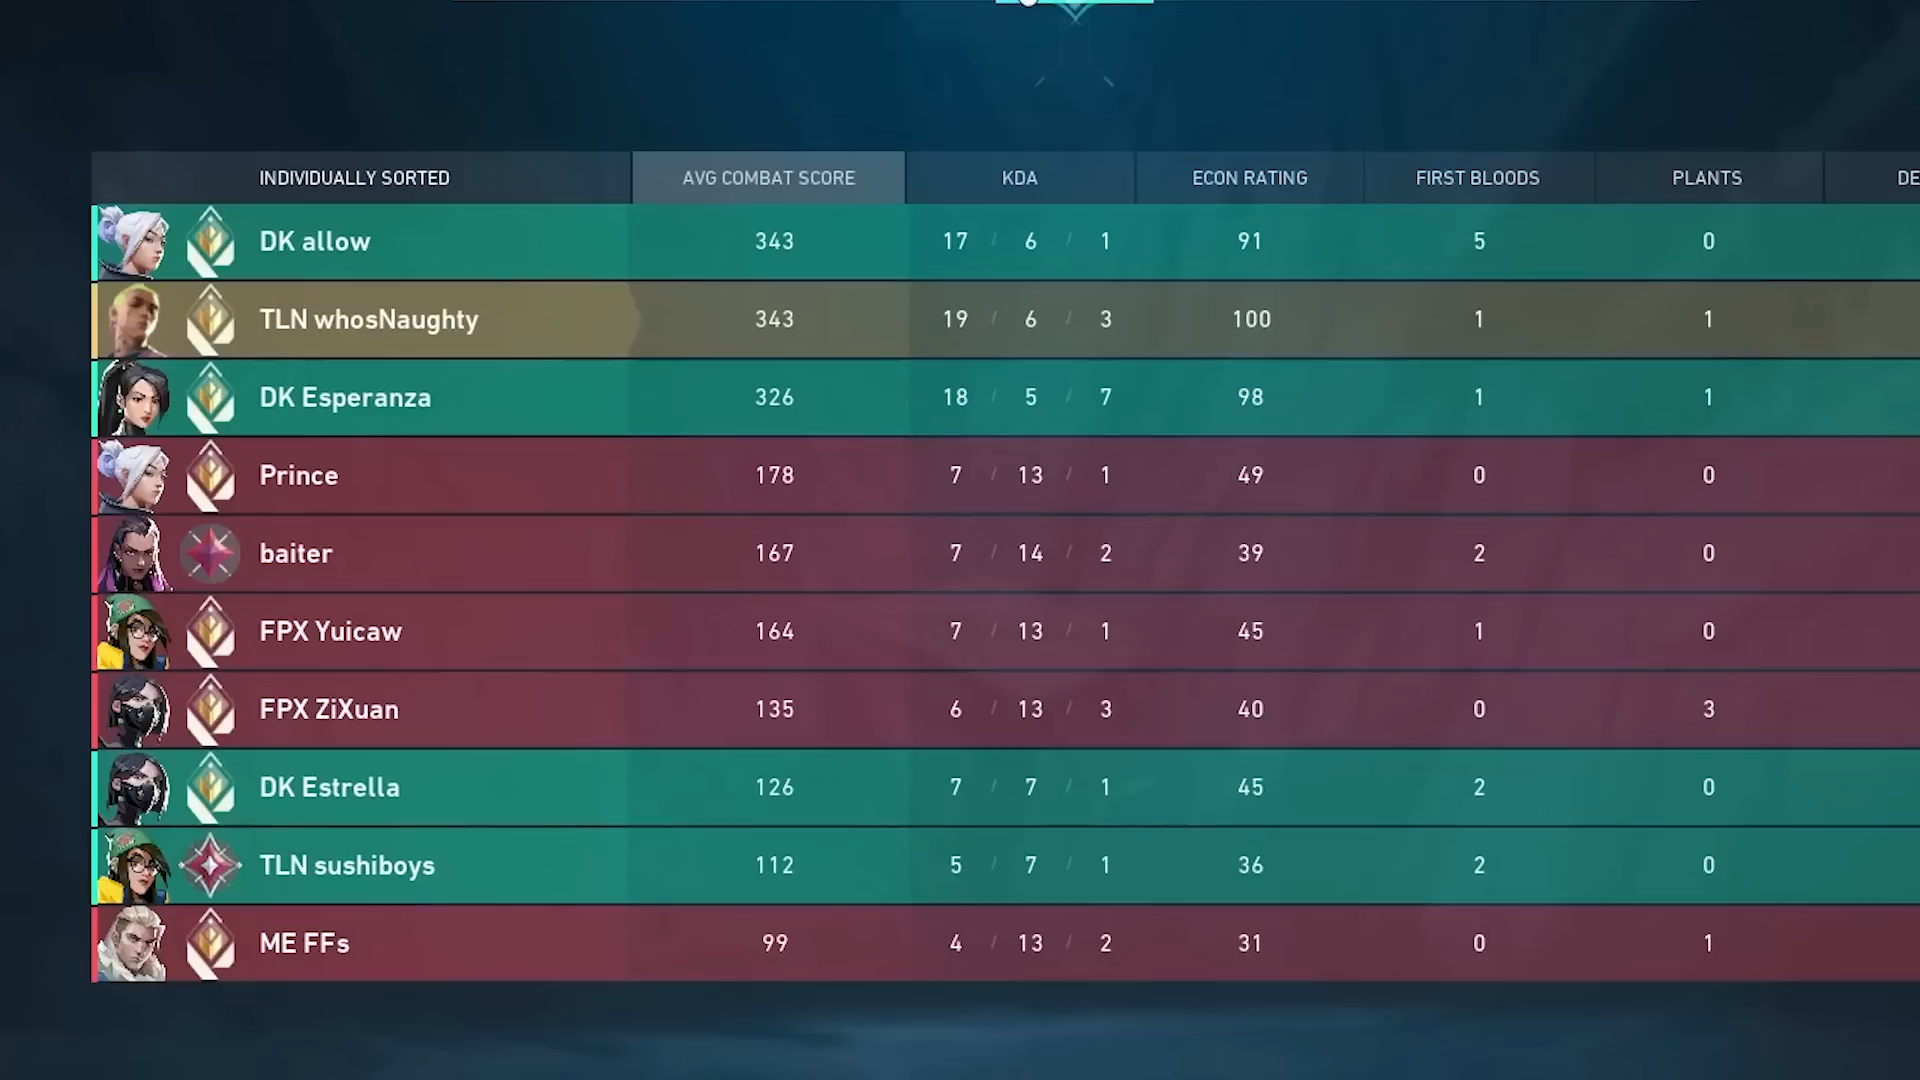 INDIVIDUALLY SORTED AVG COMBAT SCORE KDA ECON RATING FIRST BLOODS PLANTS DE
DK allow 343 17 / 6 / 1 91 5 0
TLN whosNaughty 343 19 / 6 / 3 100 1 1
DK Esperanza 326 18 / 5 / 7 98 1 1
Prince 178 7 / 13 / 1 49 0 0
baiter 167 7 / 14 / 2 39 2 0
FPX Yuicaw 164 7 / 13 / 1 45 1 0
FPX ZiXuan 135 6 / 13 / 3 40 0 3
DK Estrella 126 7 / 7 / 1 45 2 0
TLN sushiboys 112 5 / 7 / 1 36 2 0
ME FFs 99 4 / 13 / 2 31 0 1